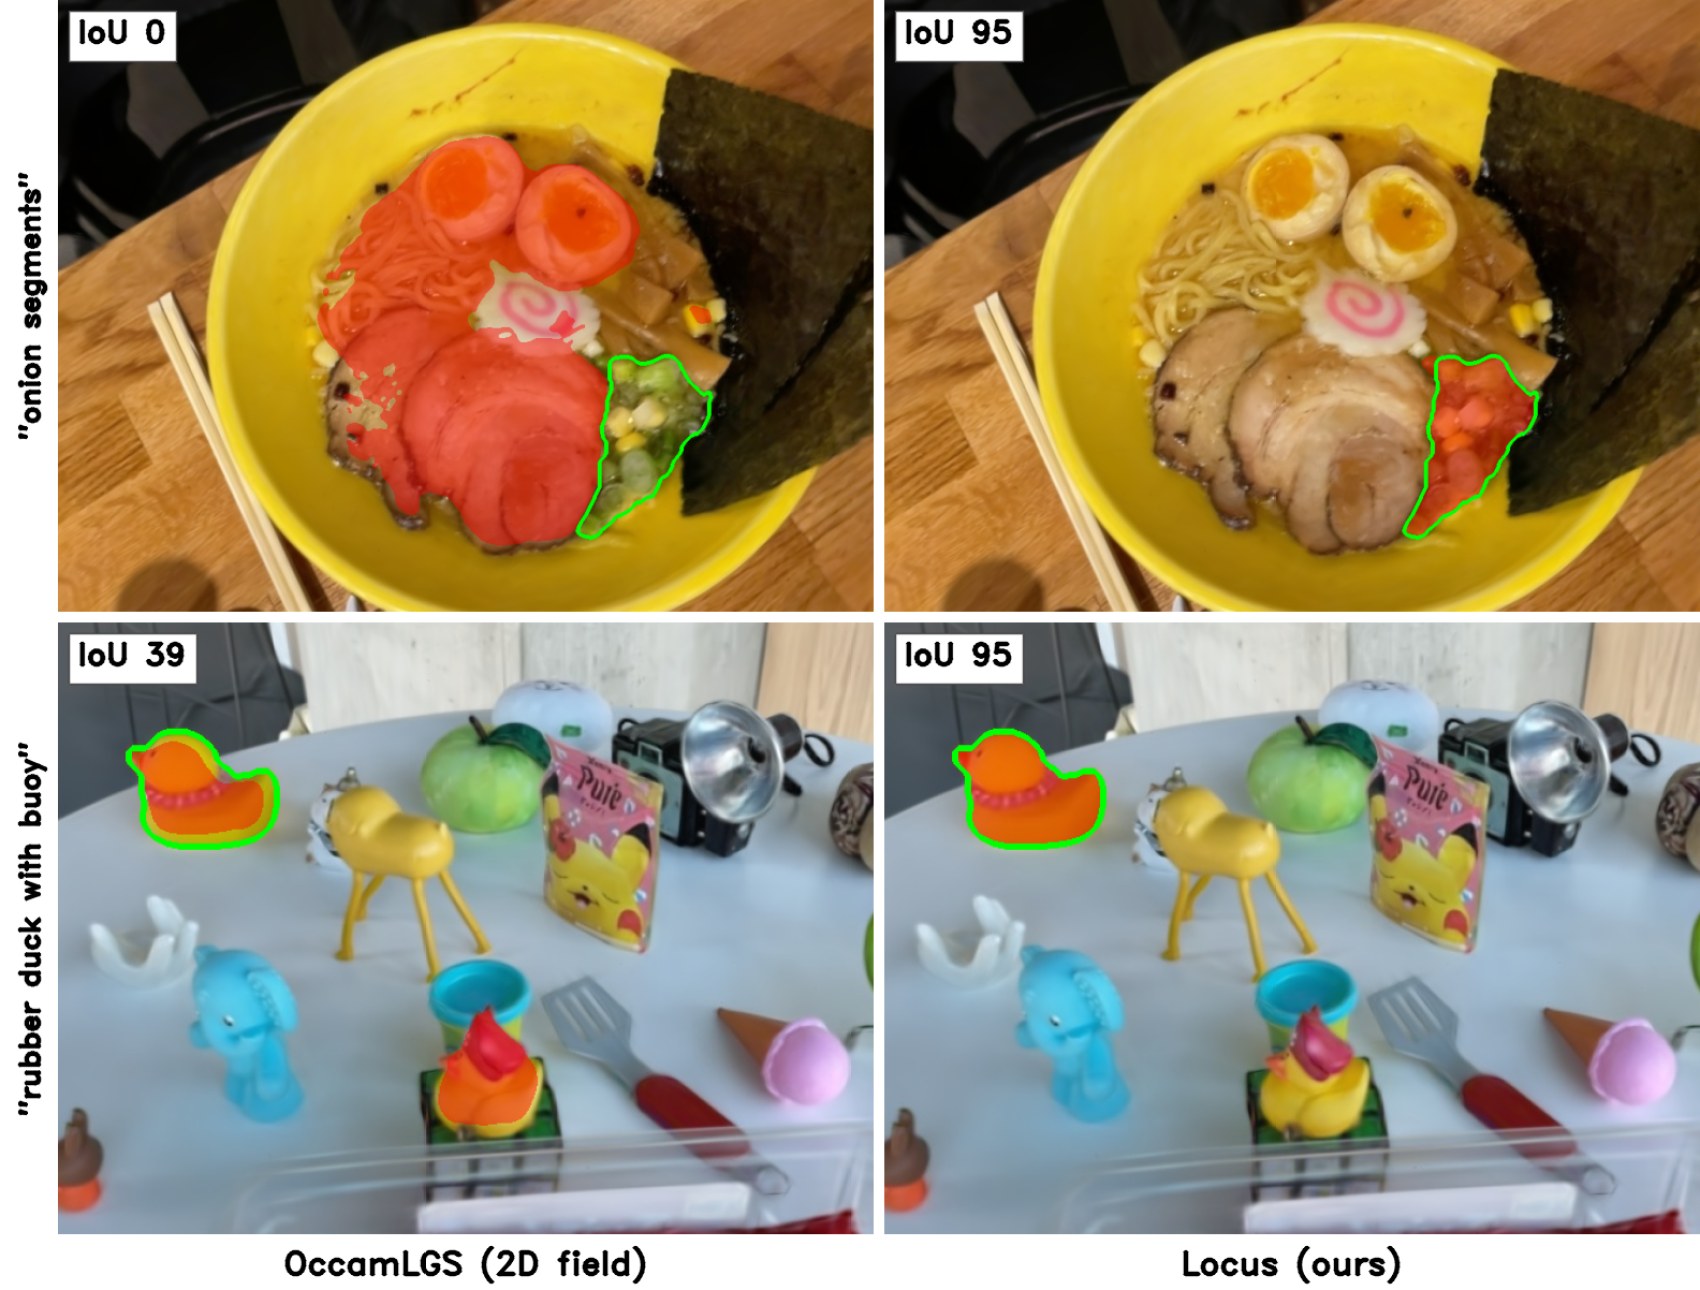 IoU 0
IoU 95
"onion segments"
IoU 39
IoU 95
"rubber duck with buoy"
Pure
Pure
OccamLGS (2D field)
Locus (ours)